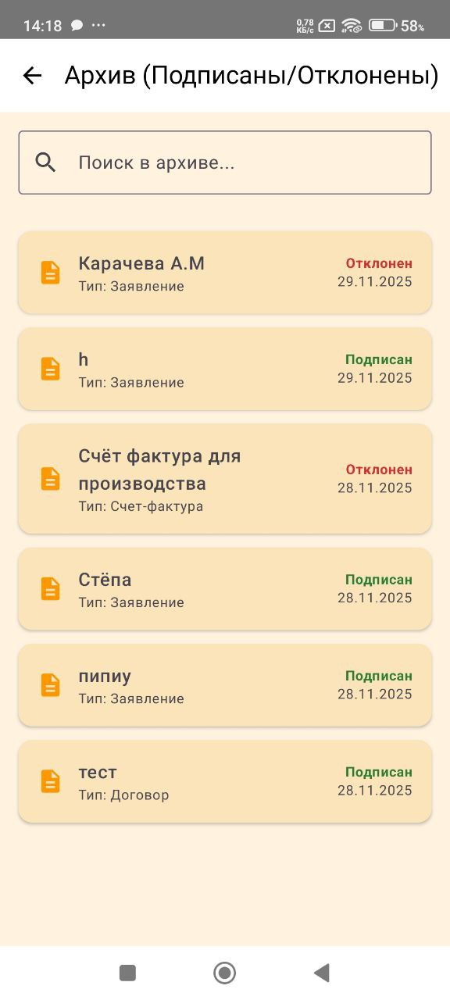 14:18
0,78
КБ/с
58%
Архив (Подписаны/Отклонены)
Поиск в архиве...
Карачева А.М
Тип: Заявление
Отклонен
29.11.2025
h
Тип: Заявление
Подписан
29.11.2025
Счёт фактура для
производства
Тип: Счет-фактура
Отклонен
28.11.2025
Стёпа
Тип: Заявление
Подписан
28.11.2025
пипиу
Тип: Заявление
Подписан
28.11.2025
тест
Тип: Договор
Подписан
28.11.2025